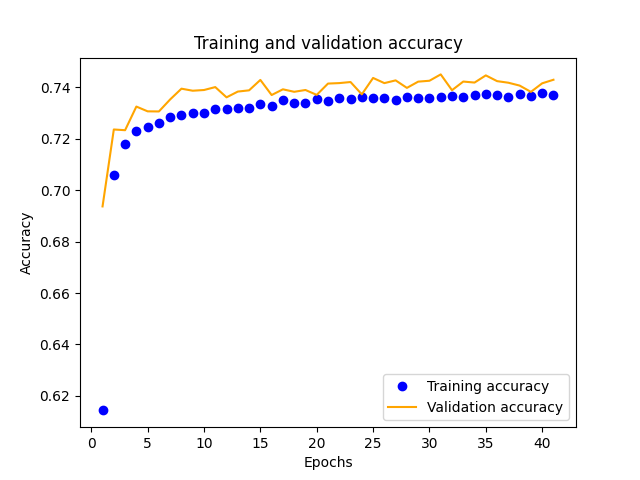 Training and validation accuracy
Accuracy
0.74
0.72
0.70
0.68
0.66
0.64
0.62
Training accuracy
Validation accuracy
0 5 10 15 20 25 30 35 40
Epochs